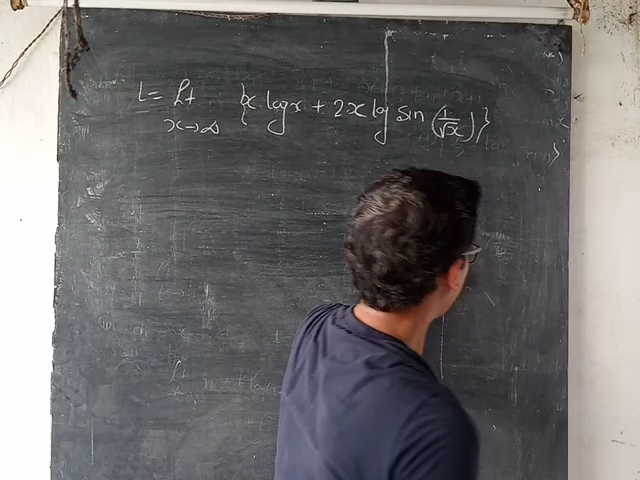 L = Lt {x log x + 2x log sin (1/√x)}
x→∞